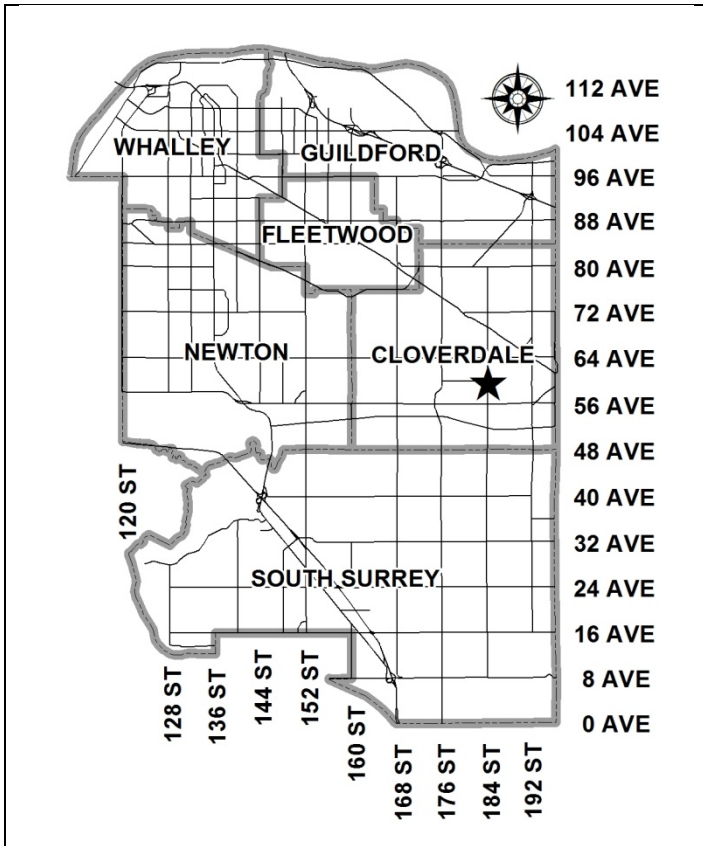 112 AVE
104 AVE
WHALLEY
GUILDFORD
96 AVE
88 AVE
FLEETWOOD
80 AVE
72 AVE
NEWTON
CLOVERDALE
64 AVE
56 AVE
48 AVE
120 ST
40 AVE
32 AVE
SOUTH SURREY
24 AVE
16 AVE
8 AVE
0 AVE
128 ST
136 ST
144 ST
152 ST
160 ST
168 ST
176 ST
184 ST
192 ST